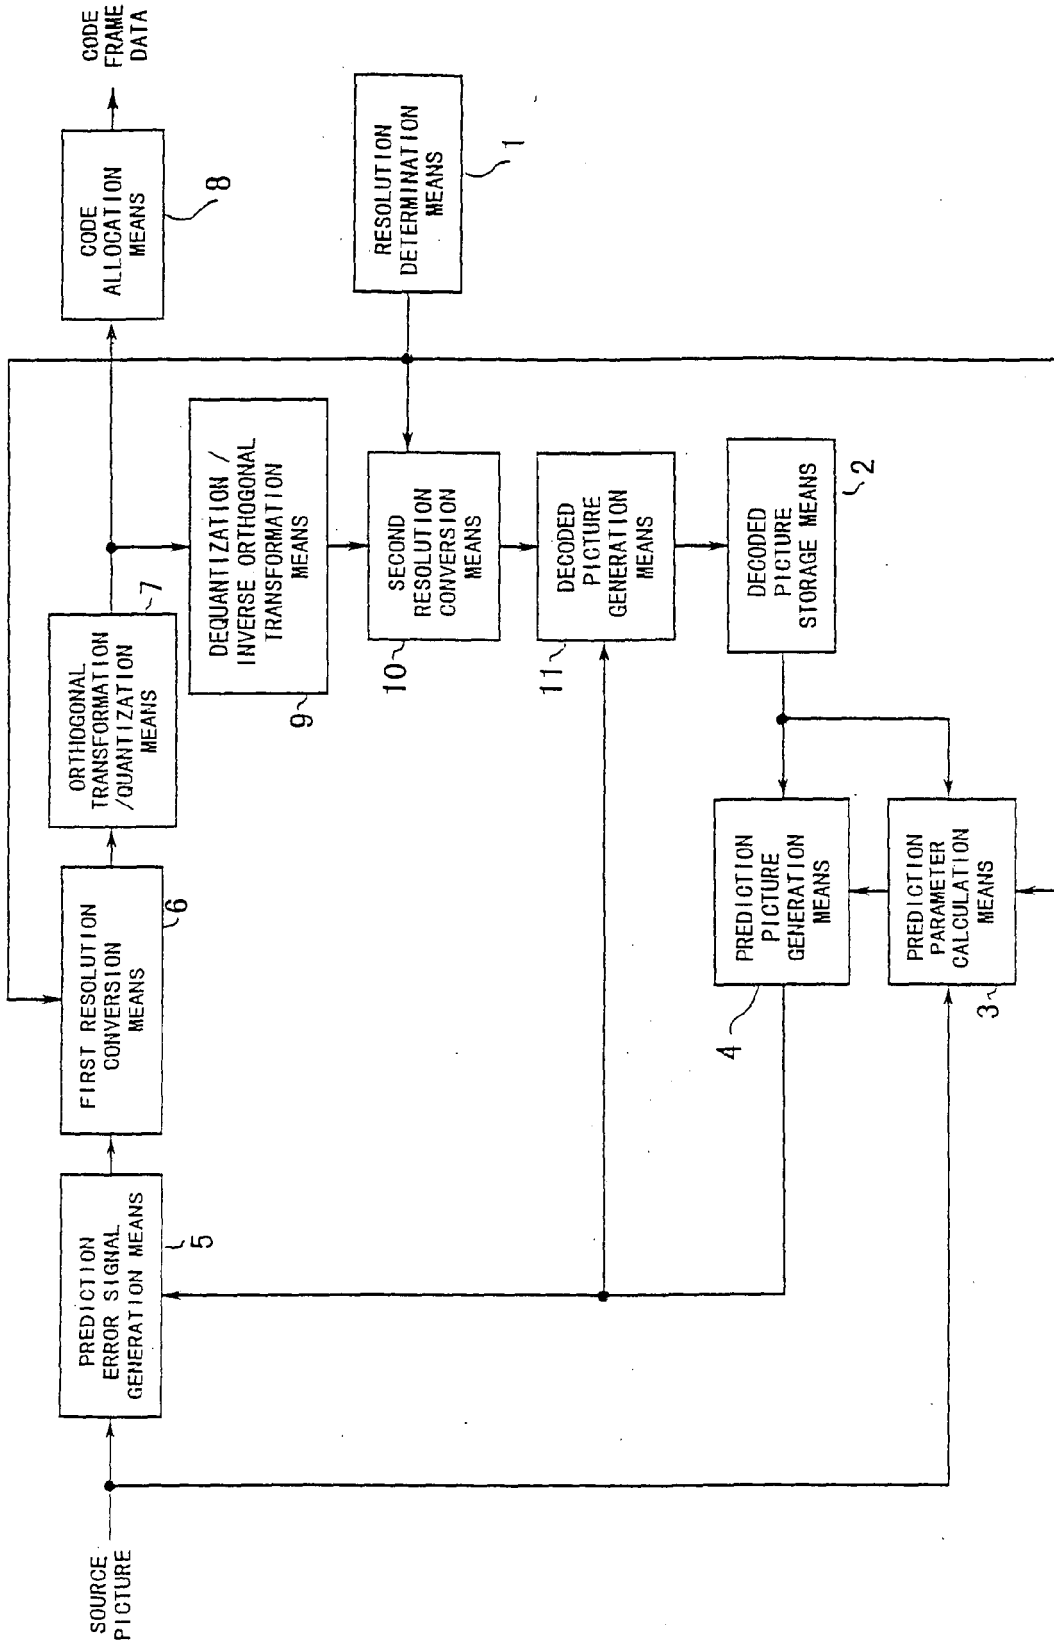 SOURCE
PICTURE
PREDICTION
ERROR SIGNAL
GENERATION MEANS
5
FIRST RESOLUTION
CONVERSION
MEANS
6
ORTHOGONAL
TRANSFORMATION
/QUANTIZATION
MEANS
7
CODE
ALLOCATION
MEANS
8
CODE
FRAME
DATA
DEQUANTIZATION /
INVERSE ORTHOGONAL
TRANSFORMATION
MEANS
9
RESOLUTION
DETERMINATION
MEANS
1
SECOND
RESOLUTION
CONVERSION
MEANS
10
DECODED
PICTURE
GENERATION
MEANS
11
DECODED
PICTURE
STORAGE MEANS
2
PREDICTION
PICTURE
GENERATION
MEANS
4
PREDICTION
PARAMETER
CALCULATION
MEANS
3